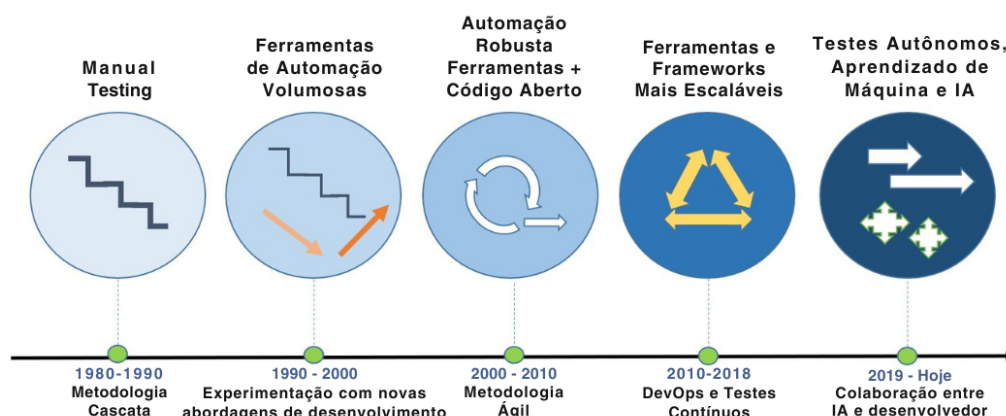 Manual
Testing
Ferramentas
de Automação
Volumosas
Automação
Robusta
Ferramentas +
Código Aberto
Ferramentas e
Frameworks
Mais Escaláveis
Testes Autônomos,
Aprendizado de
Máquina e IA
1980-1990
Metodologia
Cascata
1990 - 2000
Experimentação com novas
abordagens de desenvolvimento
2000 - 2010
Metodologia
Ágil
2010-2018
DevOps e Testes
Contínuos
2019 - Hoje
Colaboração entre
IA e desenvolvedor